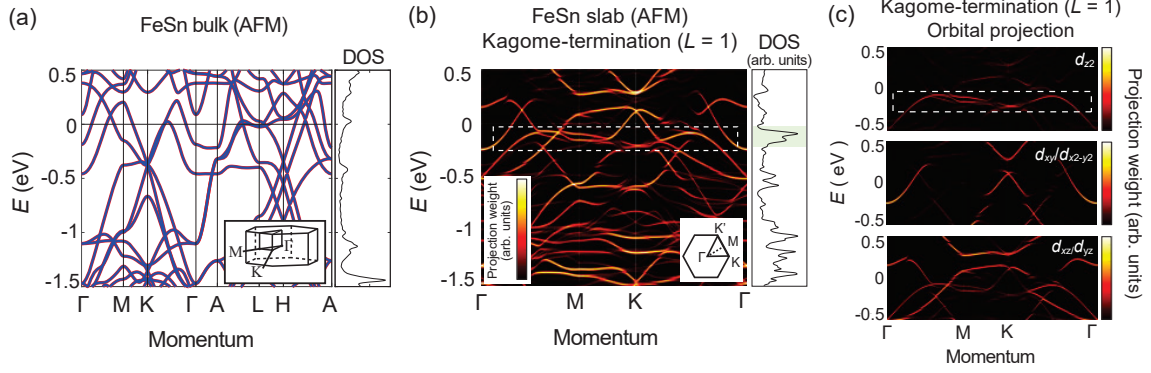 (a)
FeSn bulk (AFM)
DOS
E (eV)
0.5
0
-0.5
-1
-1.5
Γ M K Γ A L H A
Momentum
M
Γ
K
(b)
FeSn slab (AFM)
Kagome-termination (L = 1)
DOS
(arb. units)
E (eV)
0.5
0
-0.5
-1
-1.5
Projection weight
(arb. units)
K'
M
Γ
K
Γ M K Γ
Momentum
(c)
Kagome-termination (L = 1)
Orbital projection
0.5
0
-0.5
dz2
0.5
0
-0.5
dxy/dx2-y2
0.5
0
-0.5
dxz/dyz
E ( eV)
Γ M K Γ
Momentum
Projection weight (arb. units)